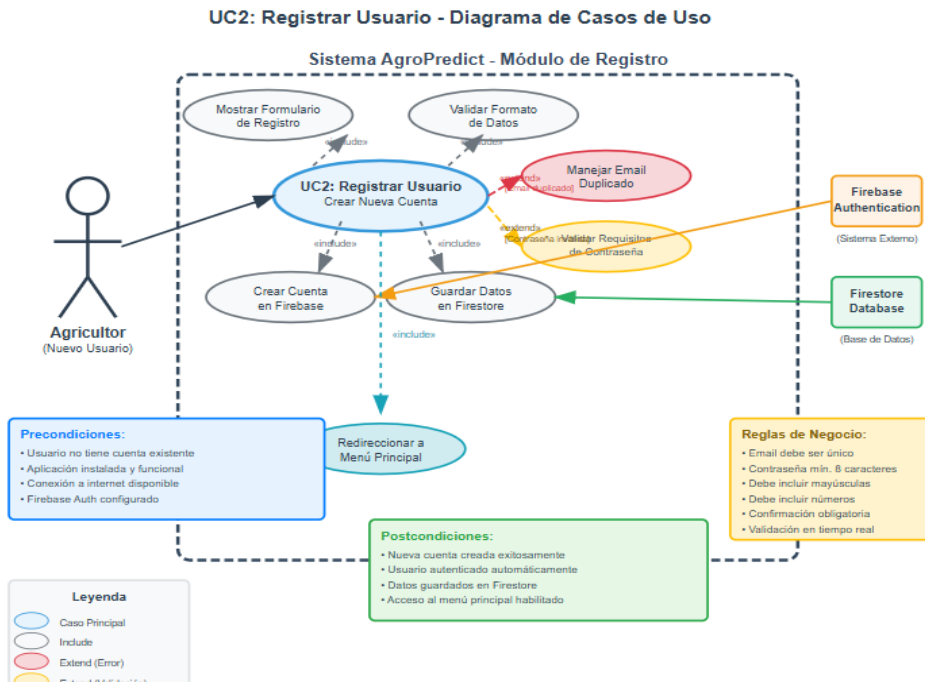 UC2: Registrar Usuario - Diagrama de Casos de Uso
Sistema AgroPredict - Módulo de Registro
Mostrar Formulario
de Registro
Validar Formato
de Datos
«include»
«include»
UC2: Registrar Usuario
Crear Nueva Cuenta
«extend»
[Email duplicado]
Manejar Email
Duplicado
«extend»
[Contraseña
Validar Requisitos
de Contraseña
«include»
«include»
Crear Cuenta
en Firebase
Guardar Datos
en Firestore
«include»
Redireccionar a
Menú Principal
Agricultor
(Nuevo Usuario)
Firebase
Authentication
(Sistema Externo)
Firestore
Database
(Base de Datos)
Precondiciones:
• Usuario no tiene cuenta existente
• Aplicación instalada y funcional
• Conexión a internet disponible
• Firebase Auth configurado
Reglas de Negocio:
• Email debe ser único
• Contraseña mín. 8 caracteres
• Debe incluir mayúsculas
• Debe incluir números
• Confirmación obligatoria
• Validación en tiempo real
Postcondiciones:
• Nueva cuenta creada exitosamente
• Usuario autenticado automáticamente
• Datos guardados en Firestore
• Acceso al menú principal habilitado
Leyenda
Caso Principal
Include
Extend (Error)
Extend (Validación)